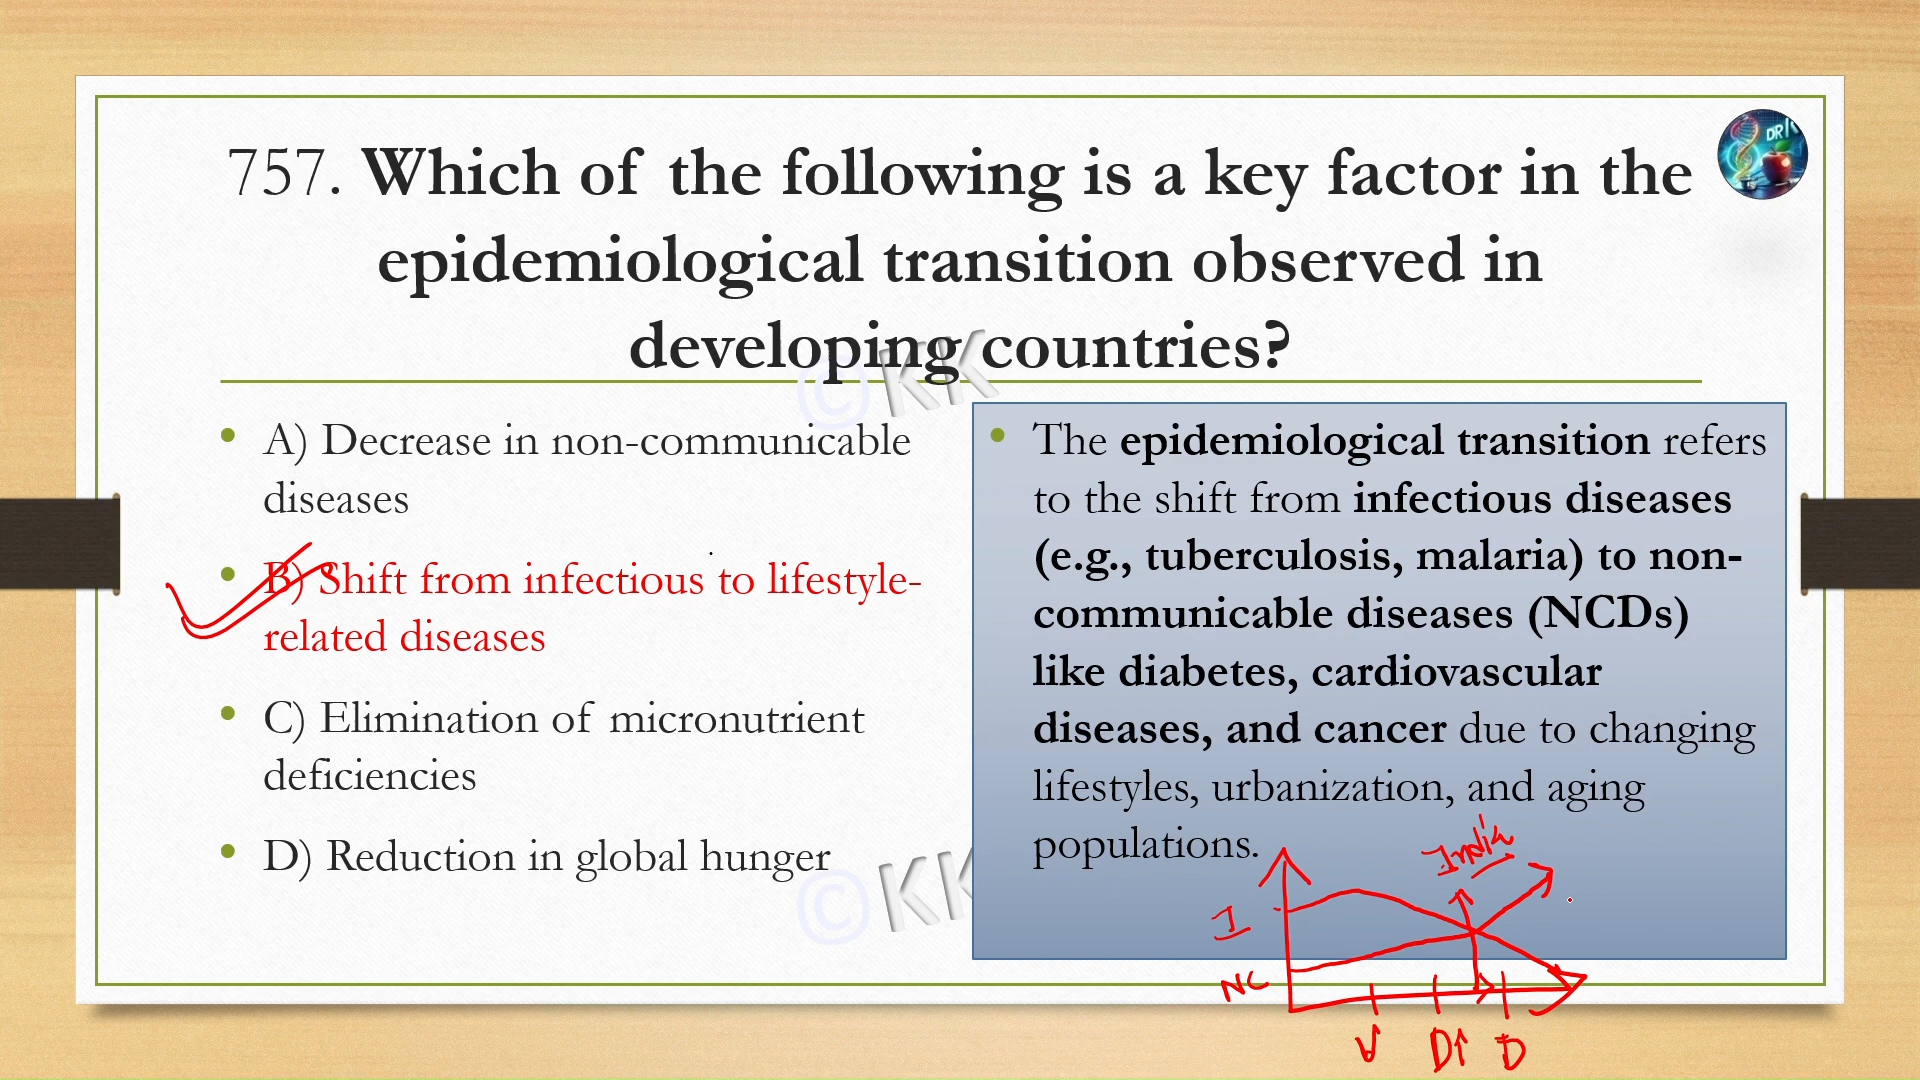 757. Which of the following is a key factor in the
epidemiological transition observed in
developing countries?
DR
©KK
• A) Decrease in non-communicable
diseases
• B) Shift from infectious to lifestyle-
related diseases
• C) Elimination of micronutrient
deficiencies
• D) Reduction in global hunger
©KK
• The epidemiological transition refers
to the shift from infectious diseases
(e.g., tuberculosis, malaria) to non-
communicable diseases (NCDs)
like diabetes, cardiovascular
diseases, and cancer due to changing
lifestyles, urbanization, and aging
populations.
India
I
NC
D↑ D